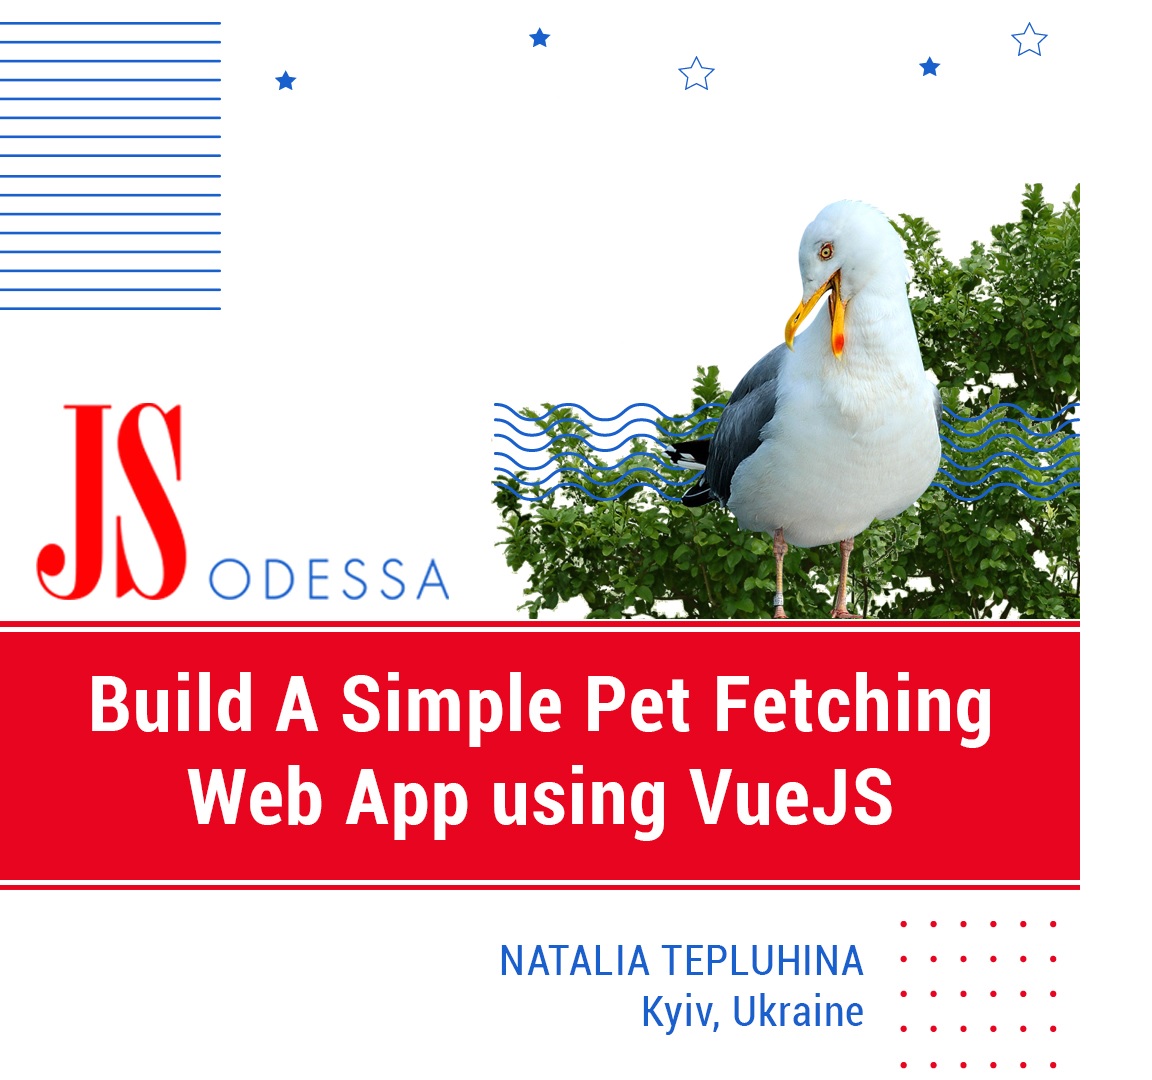 JS ODESSA
Build A Simple Pet Fetching
Web App using VueJS
NATALIA TEPLUHINA
Kyiv, Ukraine